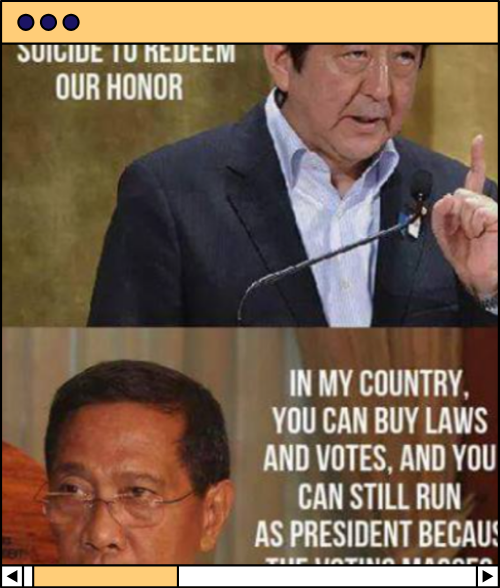 SUICIDE TO REDEEM
OUR HONOR
IN MY COUNTRY,
YOU CAN BUY LAWS
AND VOTES, AND YOU
CAN STILL RUN
AS PRESIDENT BECAUS
THE VOTING MASSES